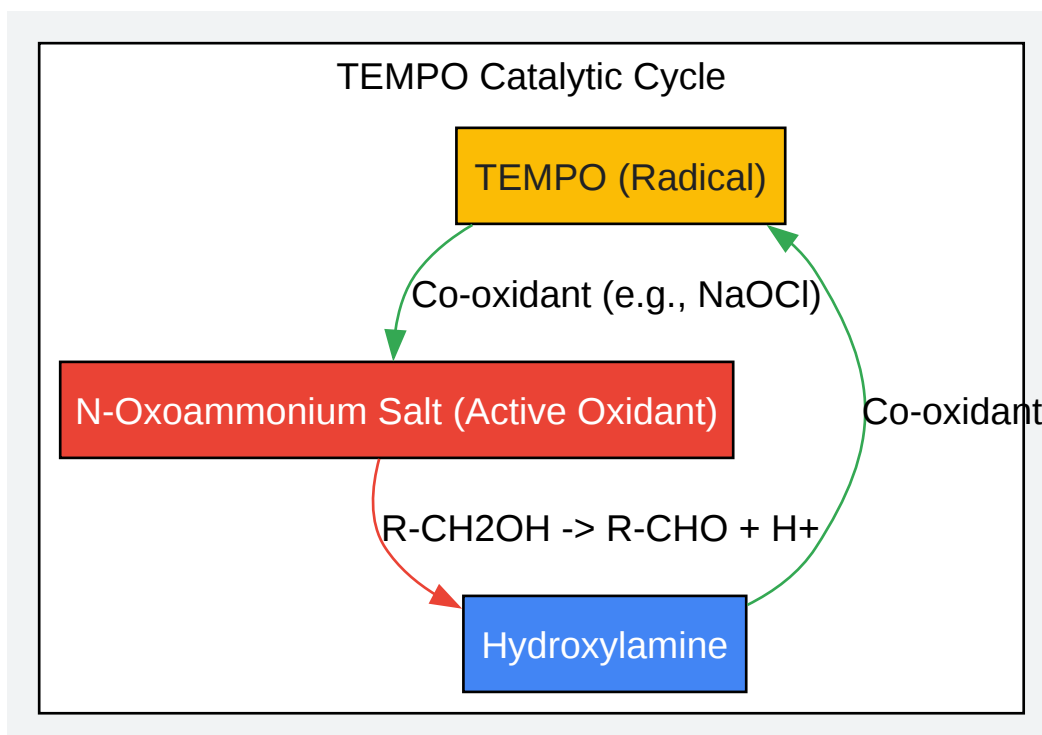 TEMPO Catalytic Cycle
TEMPO (Radical)
Co-oxidant (e.g., NaOCl)
N-Oxoammonium Salt (Active Oxidant)
Co-oxidant
R-CH2OH -> R-CHO + H+
Hydroxylamine